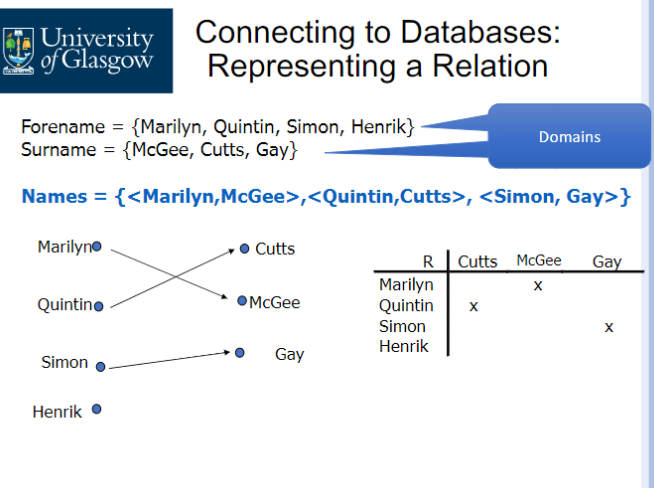 University
of Glasgow
Connecting to Databases:
Representing a Relation
Forename = {Marilyn, Quintin, Simon, Henrik}
Surname = {McGee, Cutts, Gay}
Domains
Names = {<Marilyn,McGee>,<Quintin,Cutts>, <Simon, Gay>}
Marilyn
Quintin
Simon
Henrik
Cutts
McGee
Gay
R Cutts McGee Gay
Marilyn x
Quintin x
Simon x
Henrik